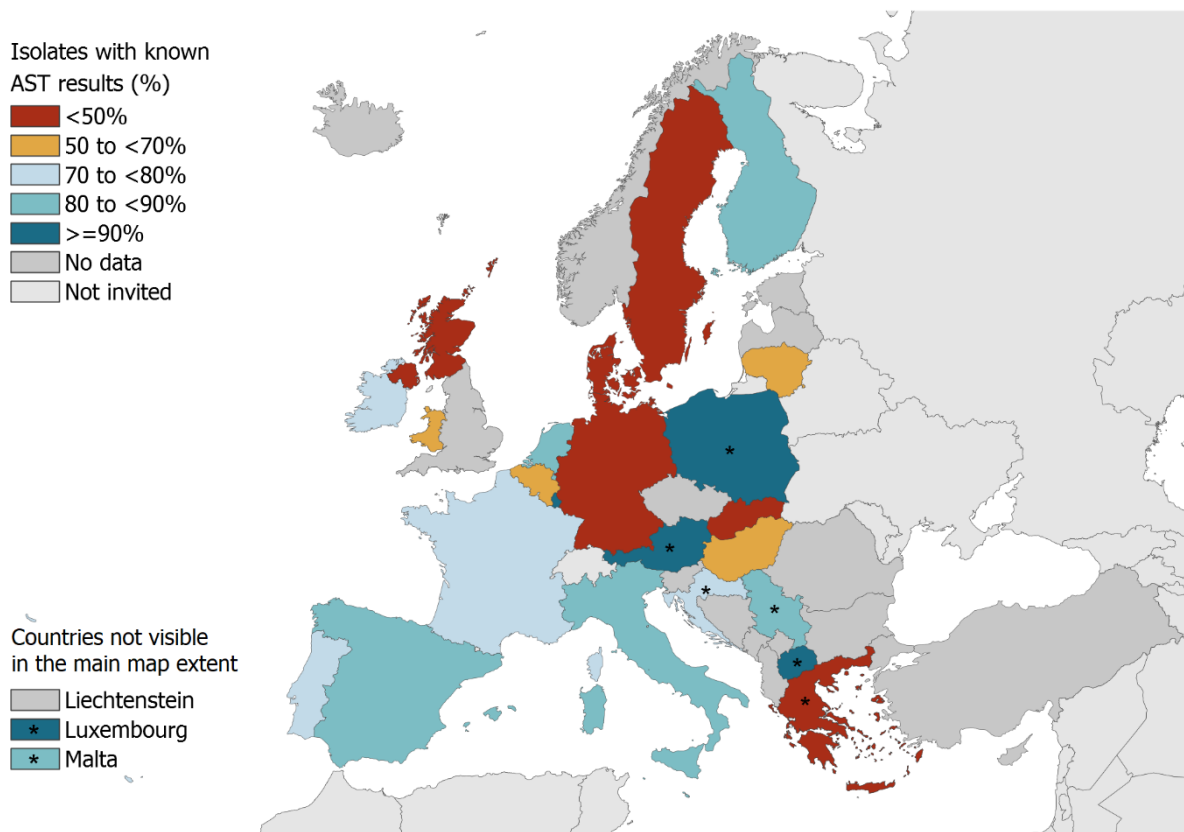 Isolates with known
AST results (%)
<50%
50 to <70%
70 to <80%
80 to <90%
>=90%
No data
Not invited
Countries not visible
in the main map extent
Liechtenstein
* Luxembourg
* Malta
*
*
*
*
*
*